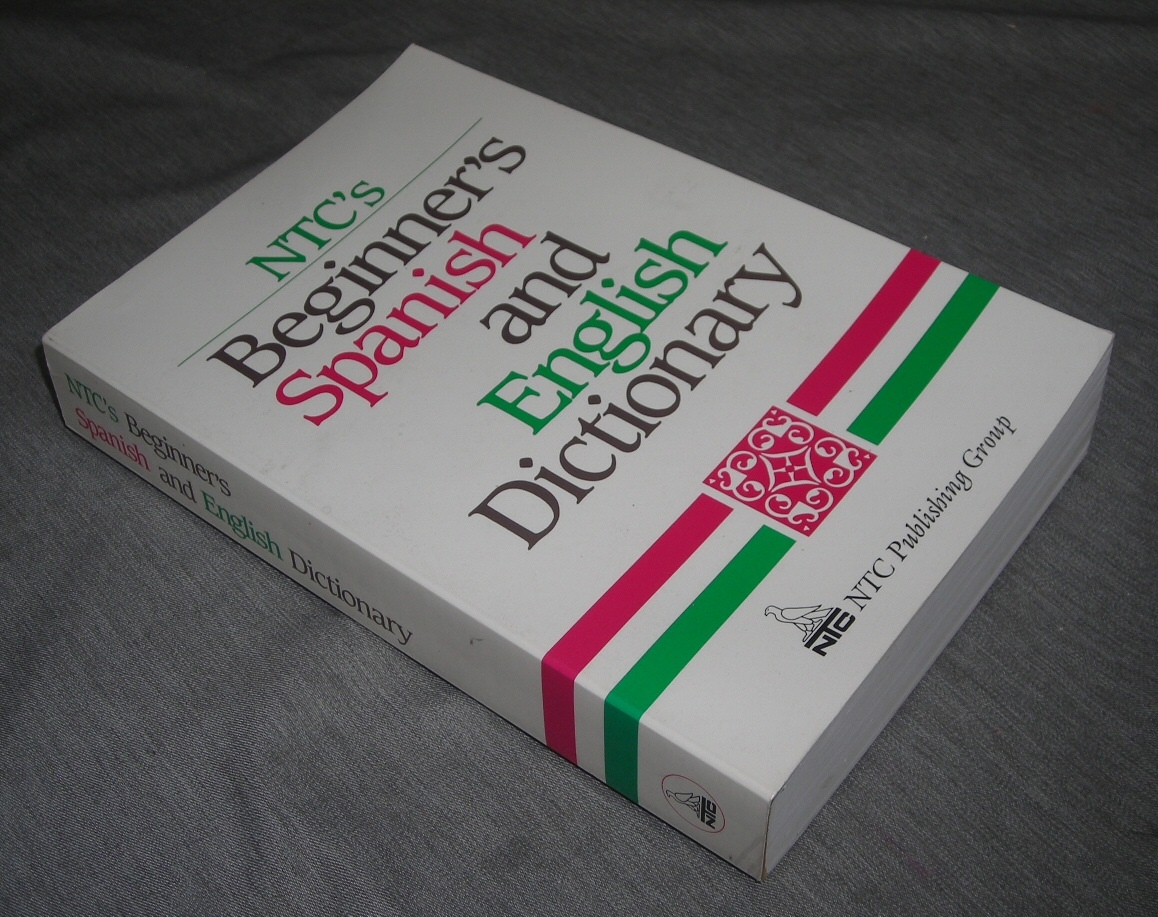 NTC's
Beginner's
Spanish
and
English
Dictionary
NTC NTC Publishing Group
NTC's Beginner's
Spanish and English Dictionary
NTC